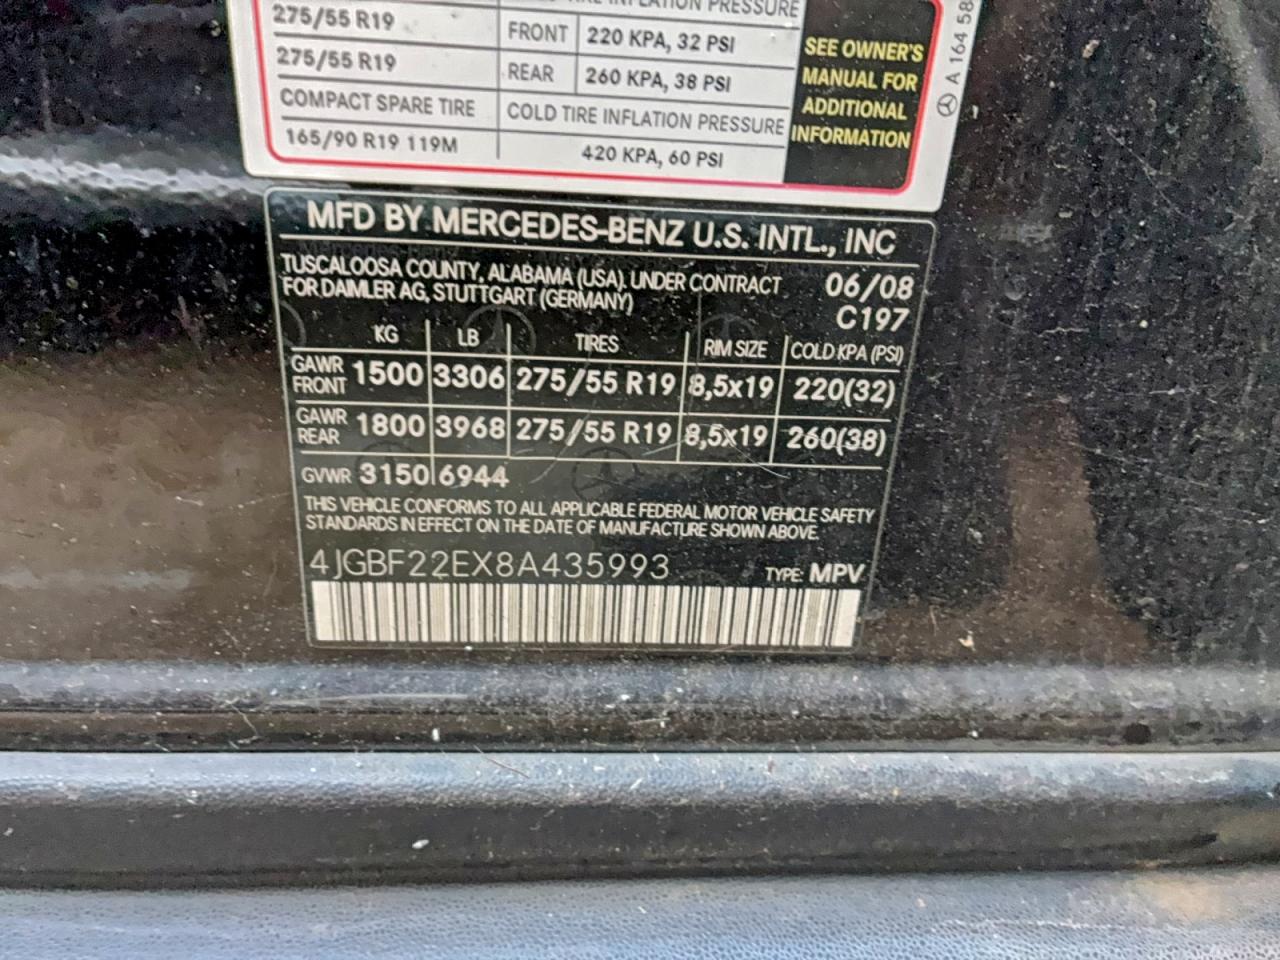 TIRE INFLATION PRESSURE
275/55 R19 FRONT 220 KPA, 32 PSI
275/55 R19 REAR 260 KPA, 38 PSI
COMPACT SPARE TIRE COLD TIRE INFLATION PRESSURE
165/90 R19 119M 420 KPA, 60 PSI
SEE OWNER'S
MANUAL FOR
ADDITIONAL
INFORMATION
A 164 58
MFD BY MERCEDES-BENZ U.S. INTL., INC
TUSCALOOSA COUNTY, ALABAMA (USA), UNDER CONTRACT 06/08
FOR DAIMLER AG, STUTTGART (GERMANY) C197
KG LB TIRES RIM SIZE COLD KPA (PSI)
GAWR FRONT 1500 3306 275/55 R19 8,5x19 220(32)
GAWR REAR 1800 3968 275/55 R19 8,5x19 260(38)
GVWR 3150 6944
THIS VEHICLE CONFORMS TO ALL APPLICABLE FEDERAL MOTOR VEHICLE SAFETY
STANDARDS IN EFFECT ON THE DATE OF MANUFACTURE SHOWN ABOVE.
4JGBF22EX8A435993 TYPE: MPV